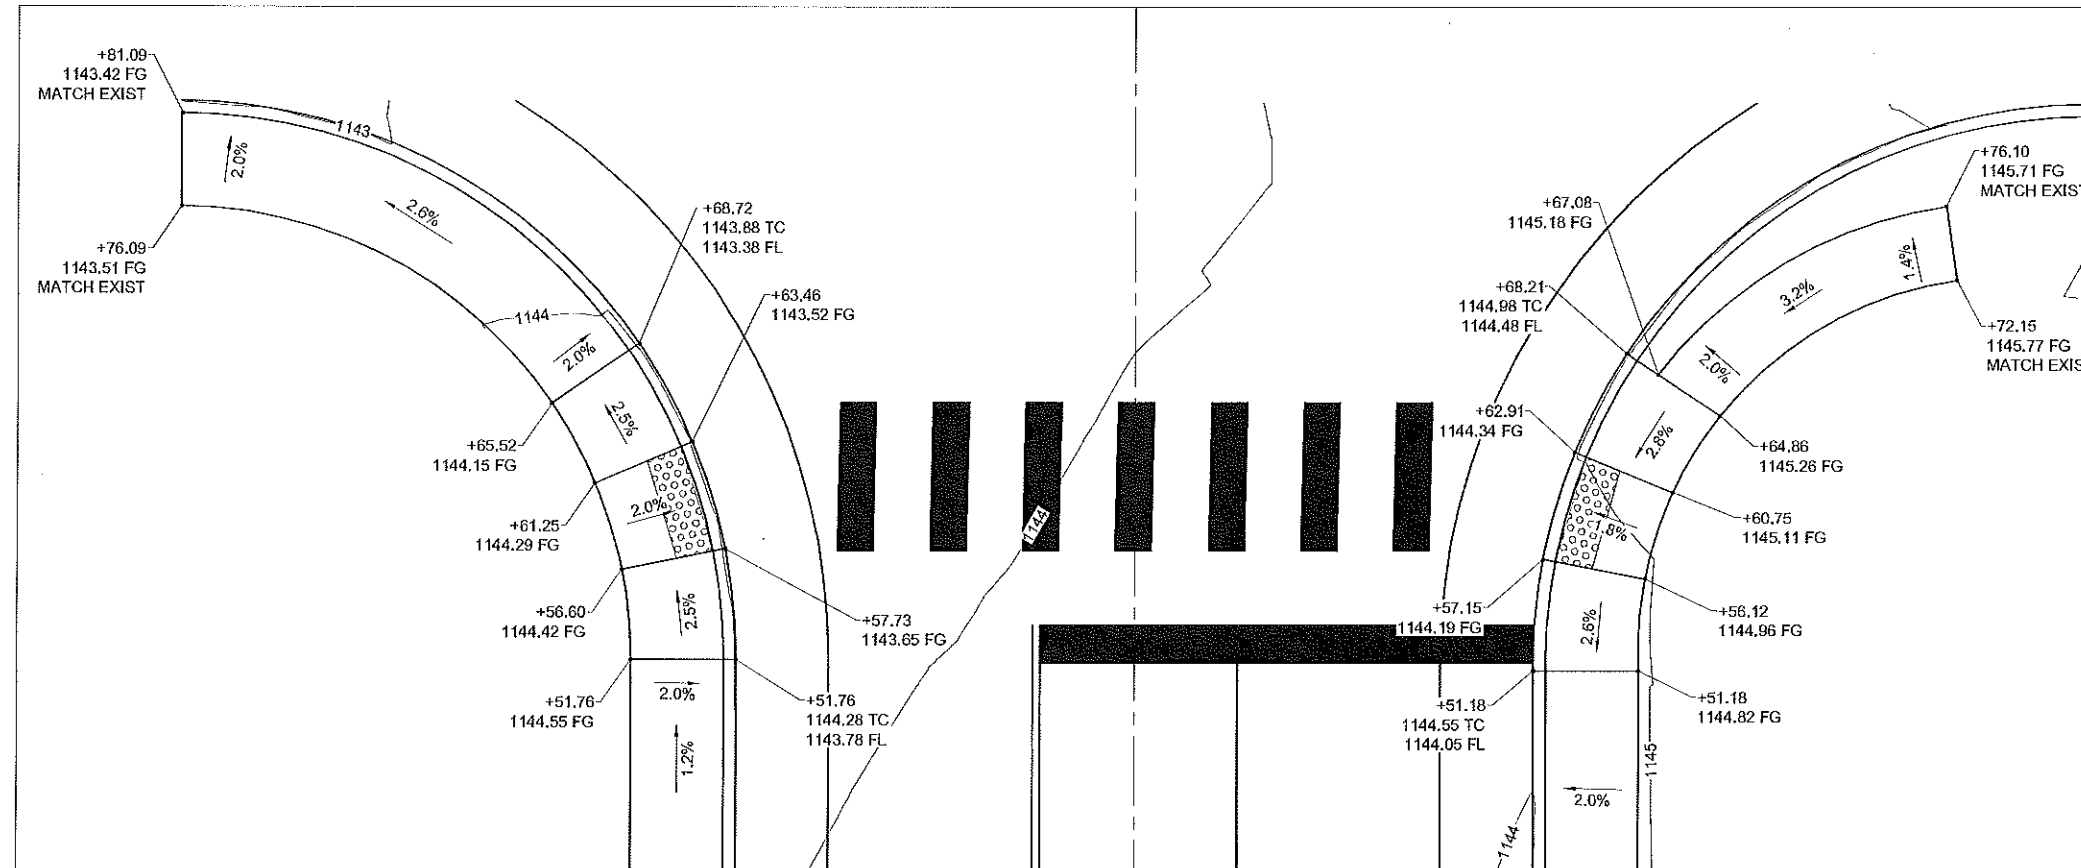 +81.09
1143.42 FG
MATCH EXIST
1143
2.0%
2.6%
+76.09
1143.51 FG
MATCH EXIST
+68.72
1143.88 TC
1143.38 FL
+63.46
1143.52 FG
1144
2.0%
2.5%
+65.52
1144.15 FG
2.0%
+61.25
1144.29 FG
+56.60
1144.42 FG
2.5%
+57.73
1143.65 FG
+51.76
1144.55 FG
2.0%
+51.76
1144.28 TC
1143.78 FL
1.2%
1144
+76.10
1145.71 FG
+67.08
1145.18 FG
1.4%
3.2%
+68.21
1144.98 TC
1144.48 FL
+72.15
1145.77 FG
2.0%
+62.91
1144.34 FG
2.8%
+64.86
1145.26 FG
1.8%
+60.75
1145.11 FG
+57.15
1144.19 FG
+56.12
1144.96 FG
2.6%
+51.18
1144.55 TC
1144.05 FL
+51.18
1144.82 FG
1145
2.0%
1144
MATCH EXIST
MATCH EXIS